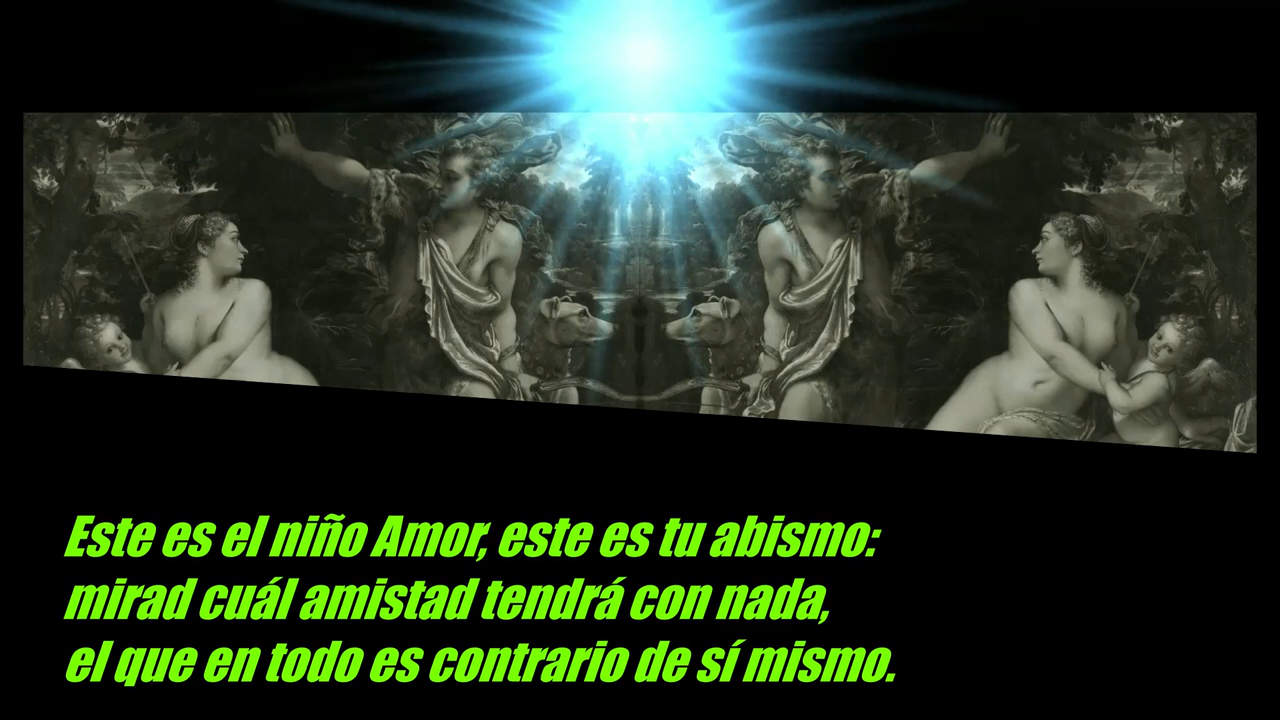 Este es el niño Amor, este es tu abismo:
mirad cuál amistad tendrá con nada,
el que en todo es contrario de sí mismo.